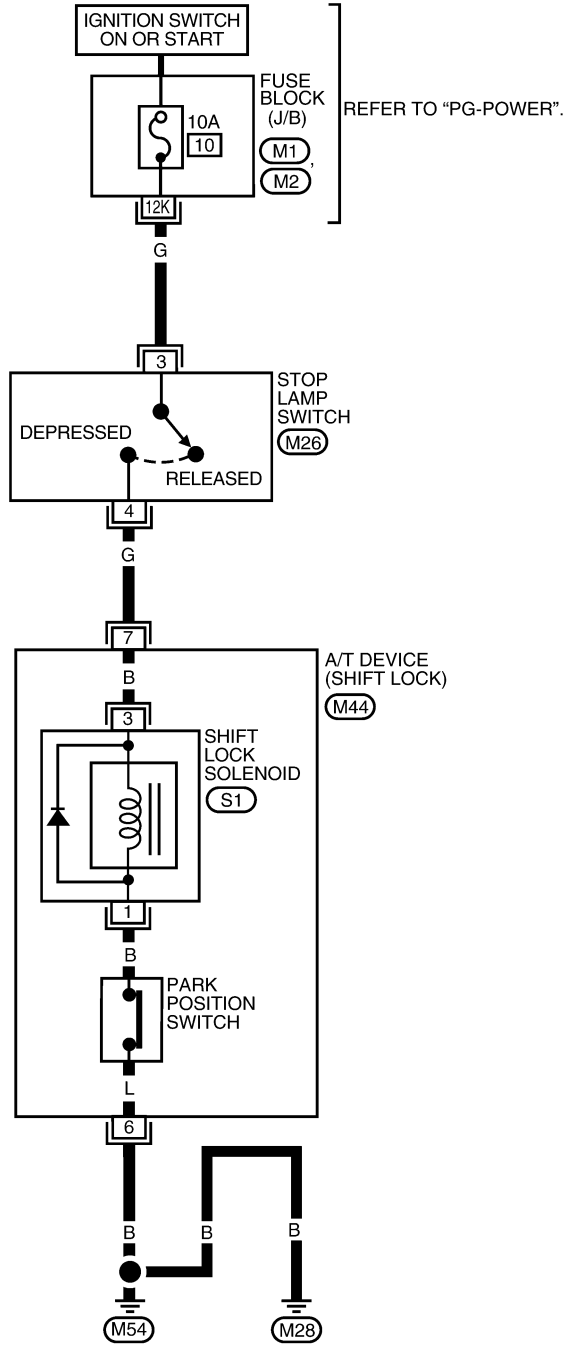 IGNITION SWITCH
ON OR START
FUSE
BLOCK
(J/B)
10A
10
M1
,
M2
REFER TO “PG-POWER”.
12K
G
3
STOP
LAMP
SWITCH
M26
DEPRESSED
RELEASED
4
G
7
A/T DEVICE
(SHIFT LOCK)
M44
B
3
SHIFT
LOCK
SOLENOID
S1
1
B
PARK
POSITION
SWITCH
L
6
B
B
B
M54
M28